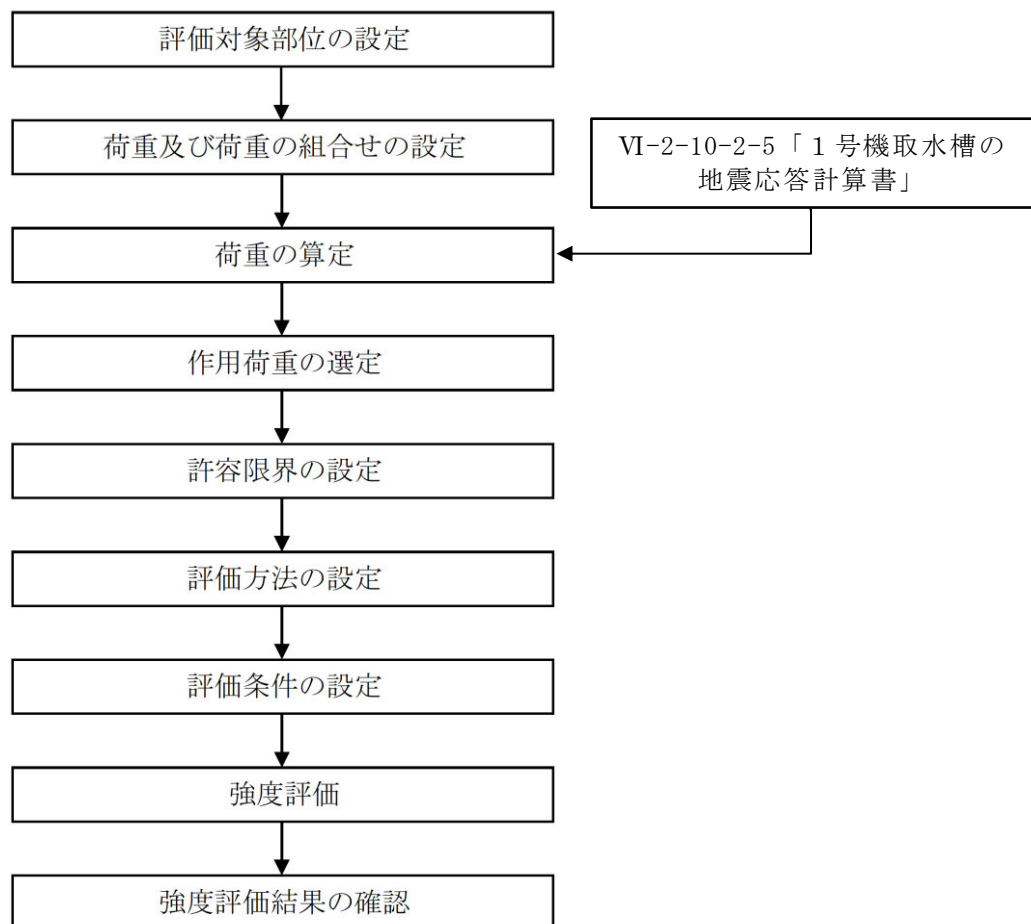 評価対象部位の設定
荷重及び荷重の組合せの設定
Ⅵ-2-10-2-5「１号機取水槽の
地震応答計算書」
荷重の算定
作用荷重の選定
許容限界の設定
評価方法の設定
評価条件の設定
強度評価
強度評価結果の確認